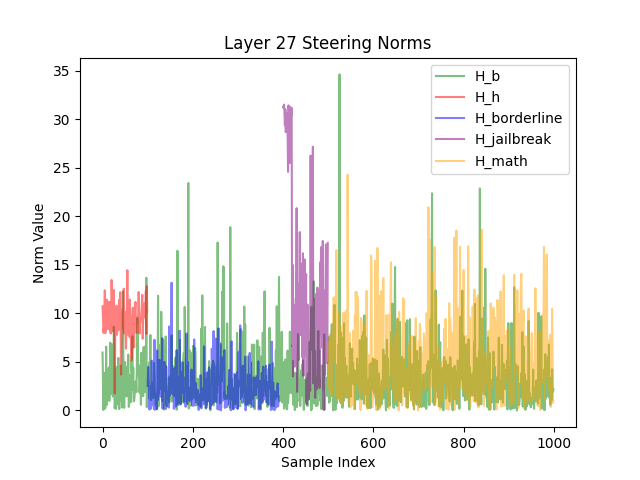 Layer 27 Steering Norms
35
30
25
20
15
10
5
0
Norm Value
H_b
H_h
H_borderline
H_jailbreak
H_math
0 200 400 600 800 1000
Sample Index